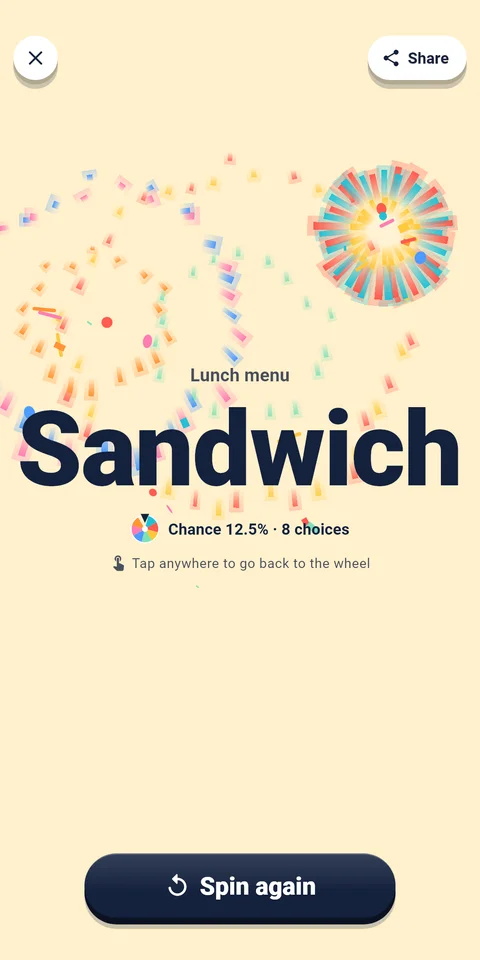 Share
Lunch menu
Sandwich
Chance 12.5% · 8 choices
Tap anywhere to go back to the wheel
Spin again